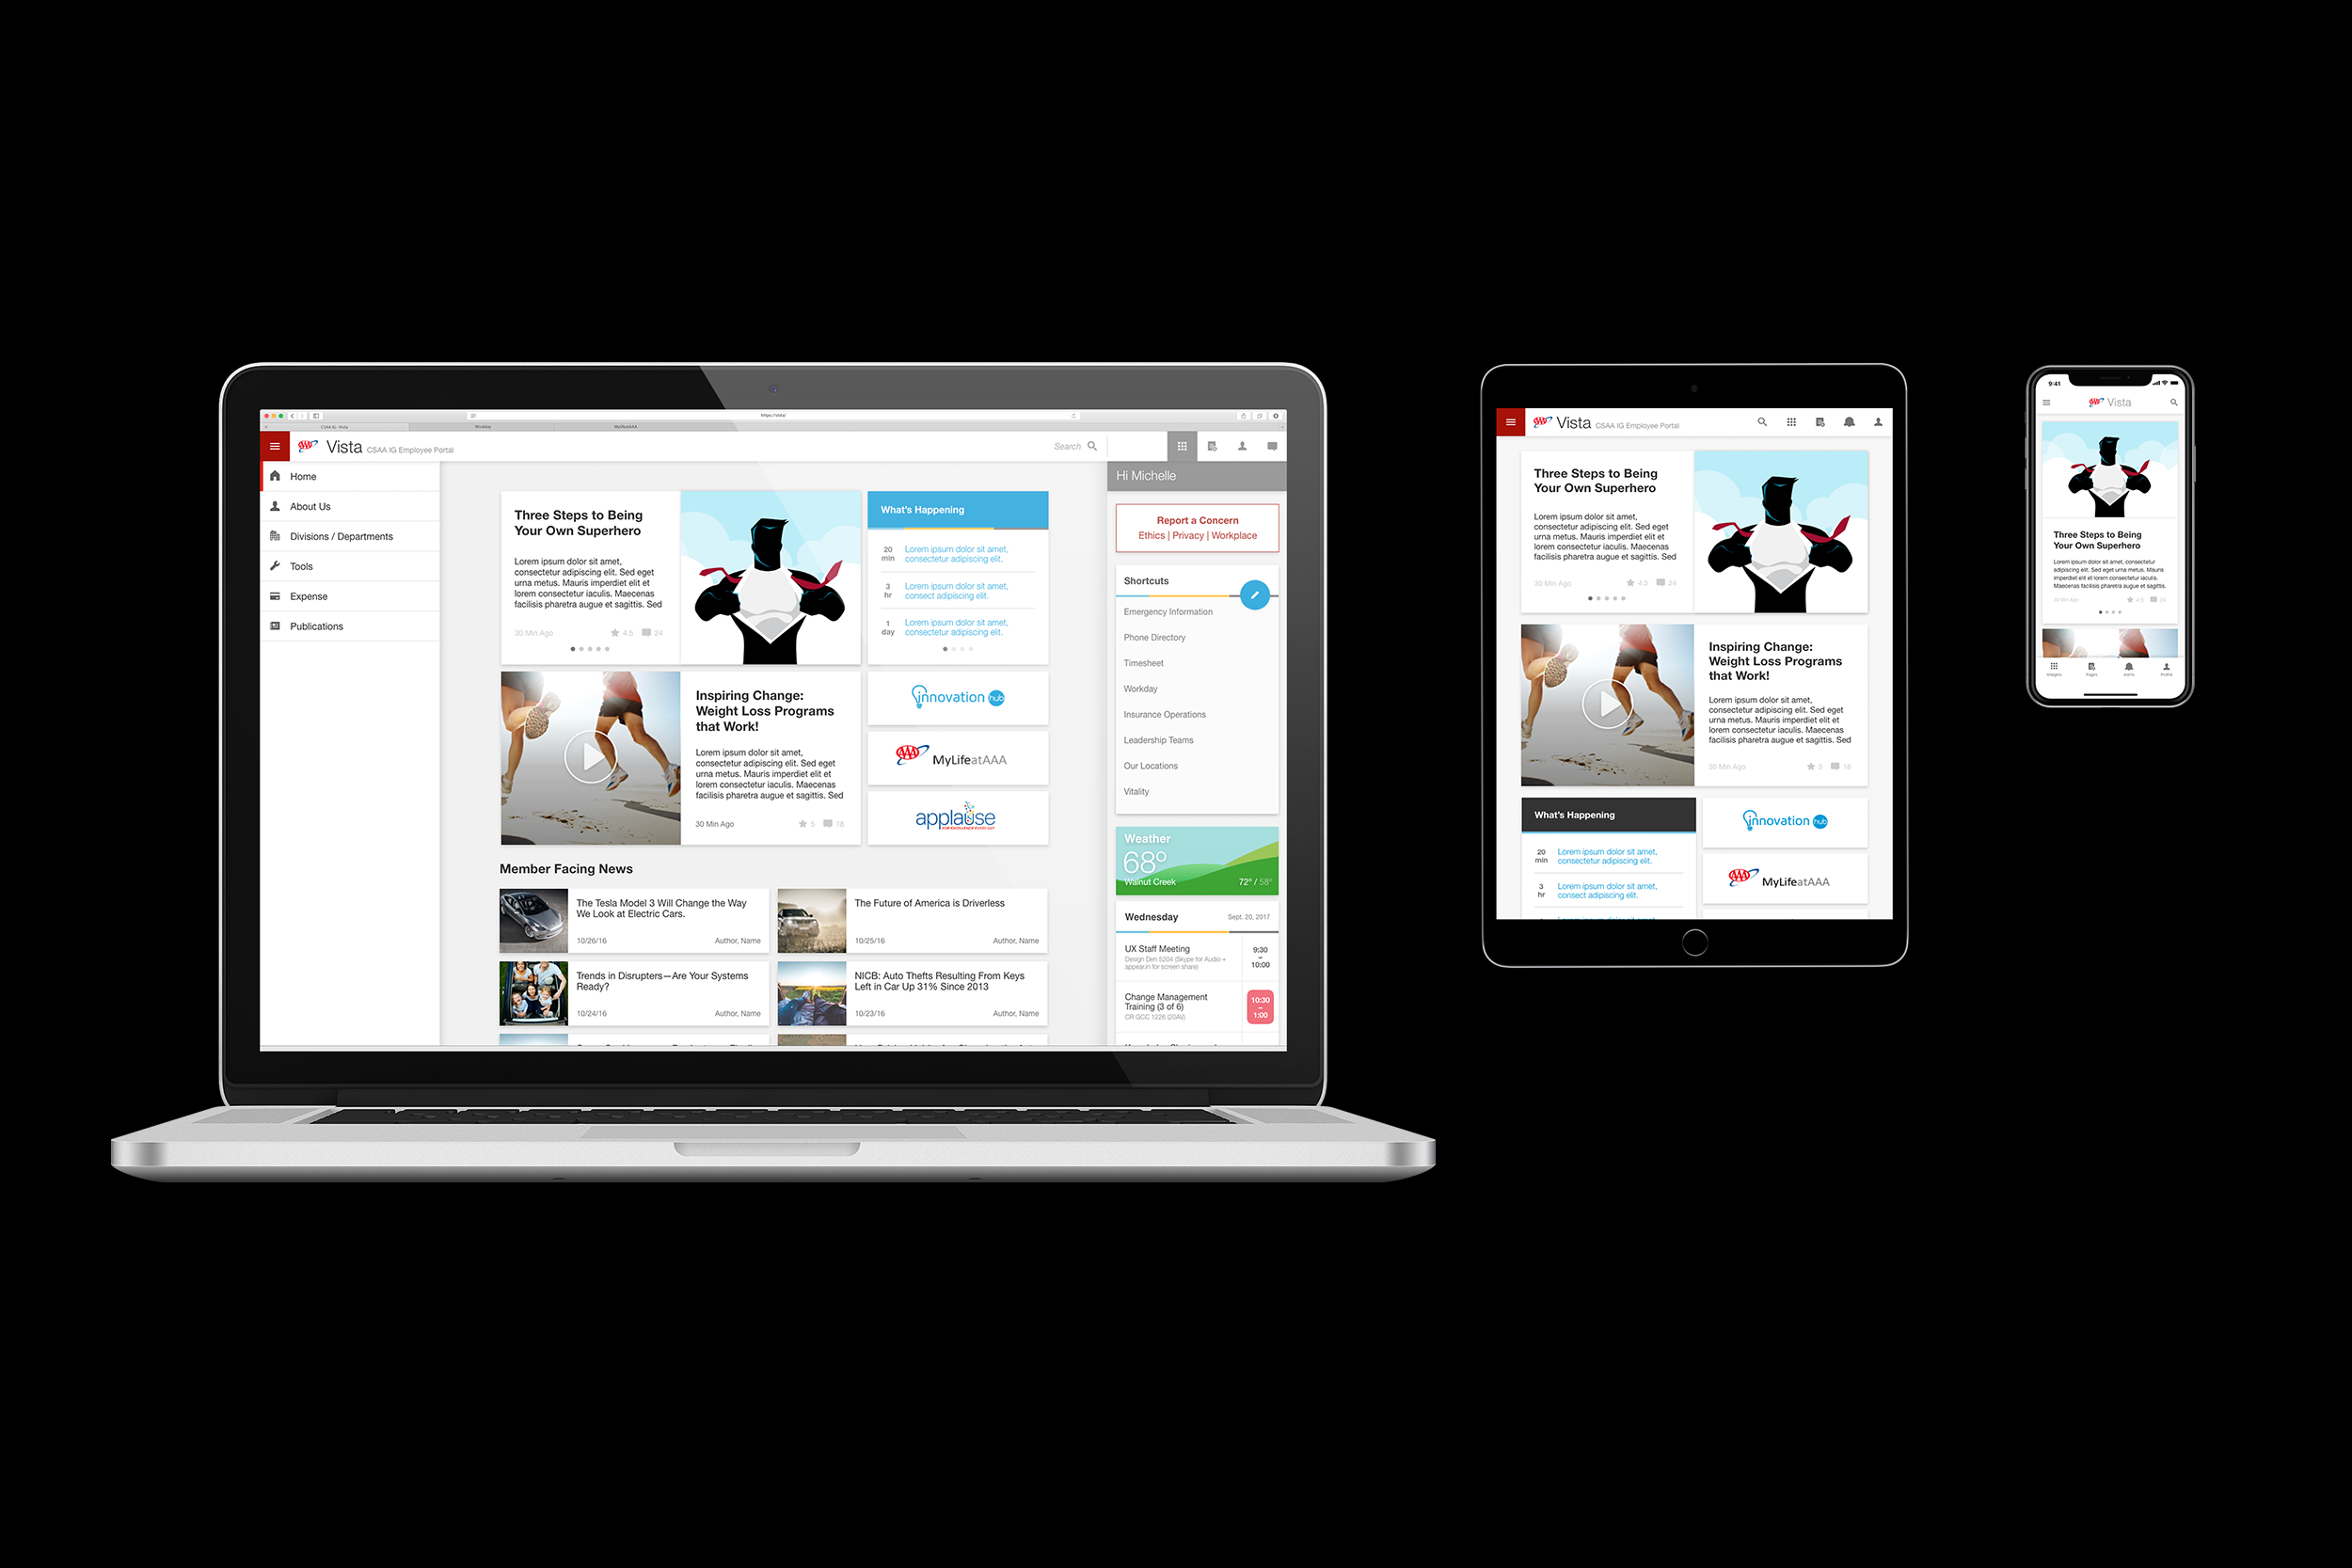 https://vista/
CSAA IG - Vista
Workday
MyLifeatAAA
AAA Vista CSAA IG Employee Portal
Search
Home
About Us
Divisions / Departments
Tools
Expense
Publications
Three Steps to Being
Your Own Superhero
Lorem ipsum dolor sit amet,
consectetur adipiscing elit. Sed eget
urna metus. Mauris imperdiet elit et
lorem consectetur iaculis. Maecenas
facilisis pharetra augue et sagittis. Sed
30 Min Ago 4.5 24
What's Happening
20 min Lorem ipsum dolor sit amet,
consectetur adipiscing elit.
3 hr Lorem ipsum dolor sit amet,
consect adipiscing elit.
1 day Lorem ipsum dolor sit amet,
consectetur adipiscing elit.
Inspiring Change:
Weight Loss Programs
that Work!
Lorem ipsum dolor sit amet,
consectetur adipiscing elit. Sed eget
urna metus. Mauris imperdiet elit et
lorem consectetur iaculis. Maecenas
facilisis pharetra augue et sagittis. Sed
30 Min Ago 5 18
innovation hub
AAA MyLifeatAAA
applause
FOR EXCELLENCE EVERY DAY
Member Facing News
The Tesla Model 3 Will Change the Way
We Look at Electric Cars.
10/26/16 Author, Name
The Future of America is Driverless
10/25/16 Author, Name
Trends in Disrupters—Are Your Systems
Ready?
10/24/16 Author, Name
NICB: Auto Thefts Resulting From Keys
Left in Car Up 31% Since 2013
10/23/16 Author, Name
Hi Michelle
Report a Concern
Ethics | Privacy | Workplace
Shortcuts
Emergency Information
Phone Directory
Timesheet
Workday
Insurance Operations
Leadership Teams
Our Locations
Vitality
Weather
68°
Walnut Creek 72° / 58°
Wednesday Sept. 20, 2017
UX Staff Meeting
Design Den 5204 (Skype for Audio +
appear.in for screen share)
9:30
–
10:00
Change Management
Training (3 of 6)
CR GCC 1226 (20AV)
10:30
–
1:00
AAA Vista CSAA IG Employee Portal
Three Steps to Being
Your Own Superhero
Lorem ipsum dolor sit amet,
consectetur adipiscing elit. Sed eget
urna metus. Mauris imperdiet elit et
lorem consectetur iaculis. Maecenas
facilisis pharetra augue et sagittis. Sed
30 Min Ago 4.5 24
Inspiring Change:
Weight Loss Programs
that Work!
Lorem ipsum dolor sit amet,
consectetur adipiscing elit. Sed eget
urna metus. Mauris imperdiet elit et
lorem consectetur iaculis. Maecenas
facilisis pharetra augue et sagittis. Sed
30 Min Ago 5 18
What's Happening
20 min Lorem ipsum dolor sit amet,
consectetur adipiscing elit.
3 hr Lorem ipsum dolor sit amet,
consect adipiscing elit.
innovation hub
AAA MyLifeatAAA
9:41
AAA Vista
Three Steps to Being
Your Own Superhero
Lorem ipsum dolor sit amet, consectetur
adipiscing elit. Sed eget urna metus.
Mauris imperdiet elit et lorem iaculis.
Maecenas pharetra augue et sagittis.
30 Min Ago 4.5 24
Widgets
Pages
Alerts
Profile